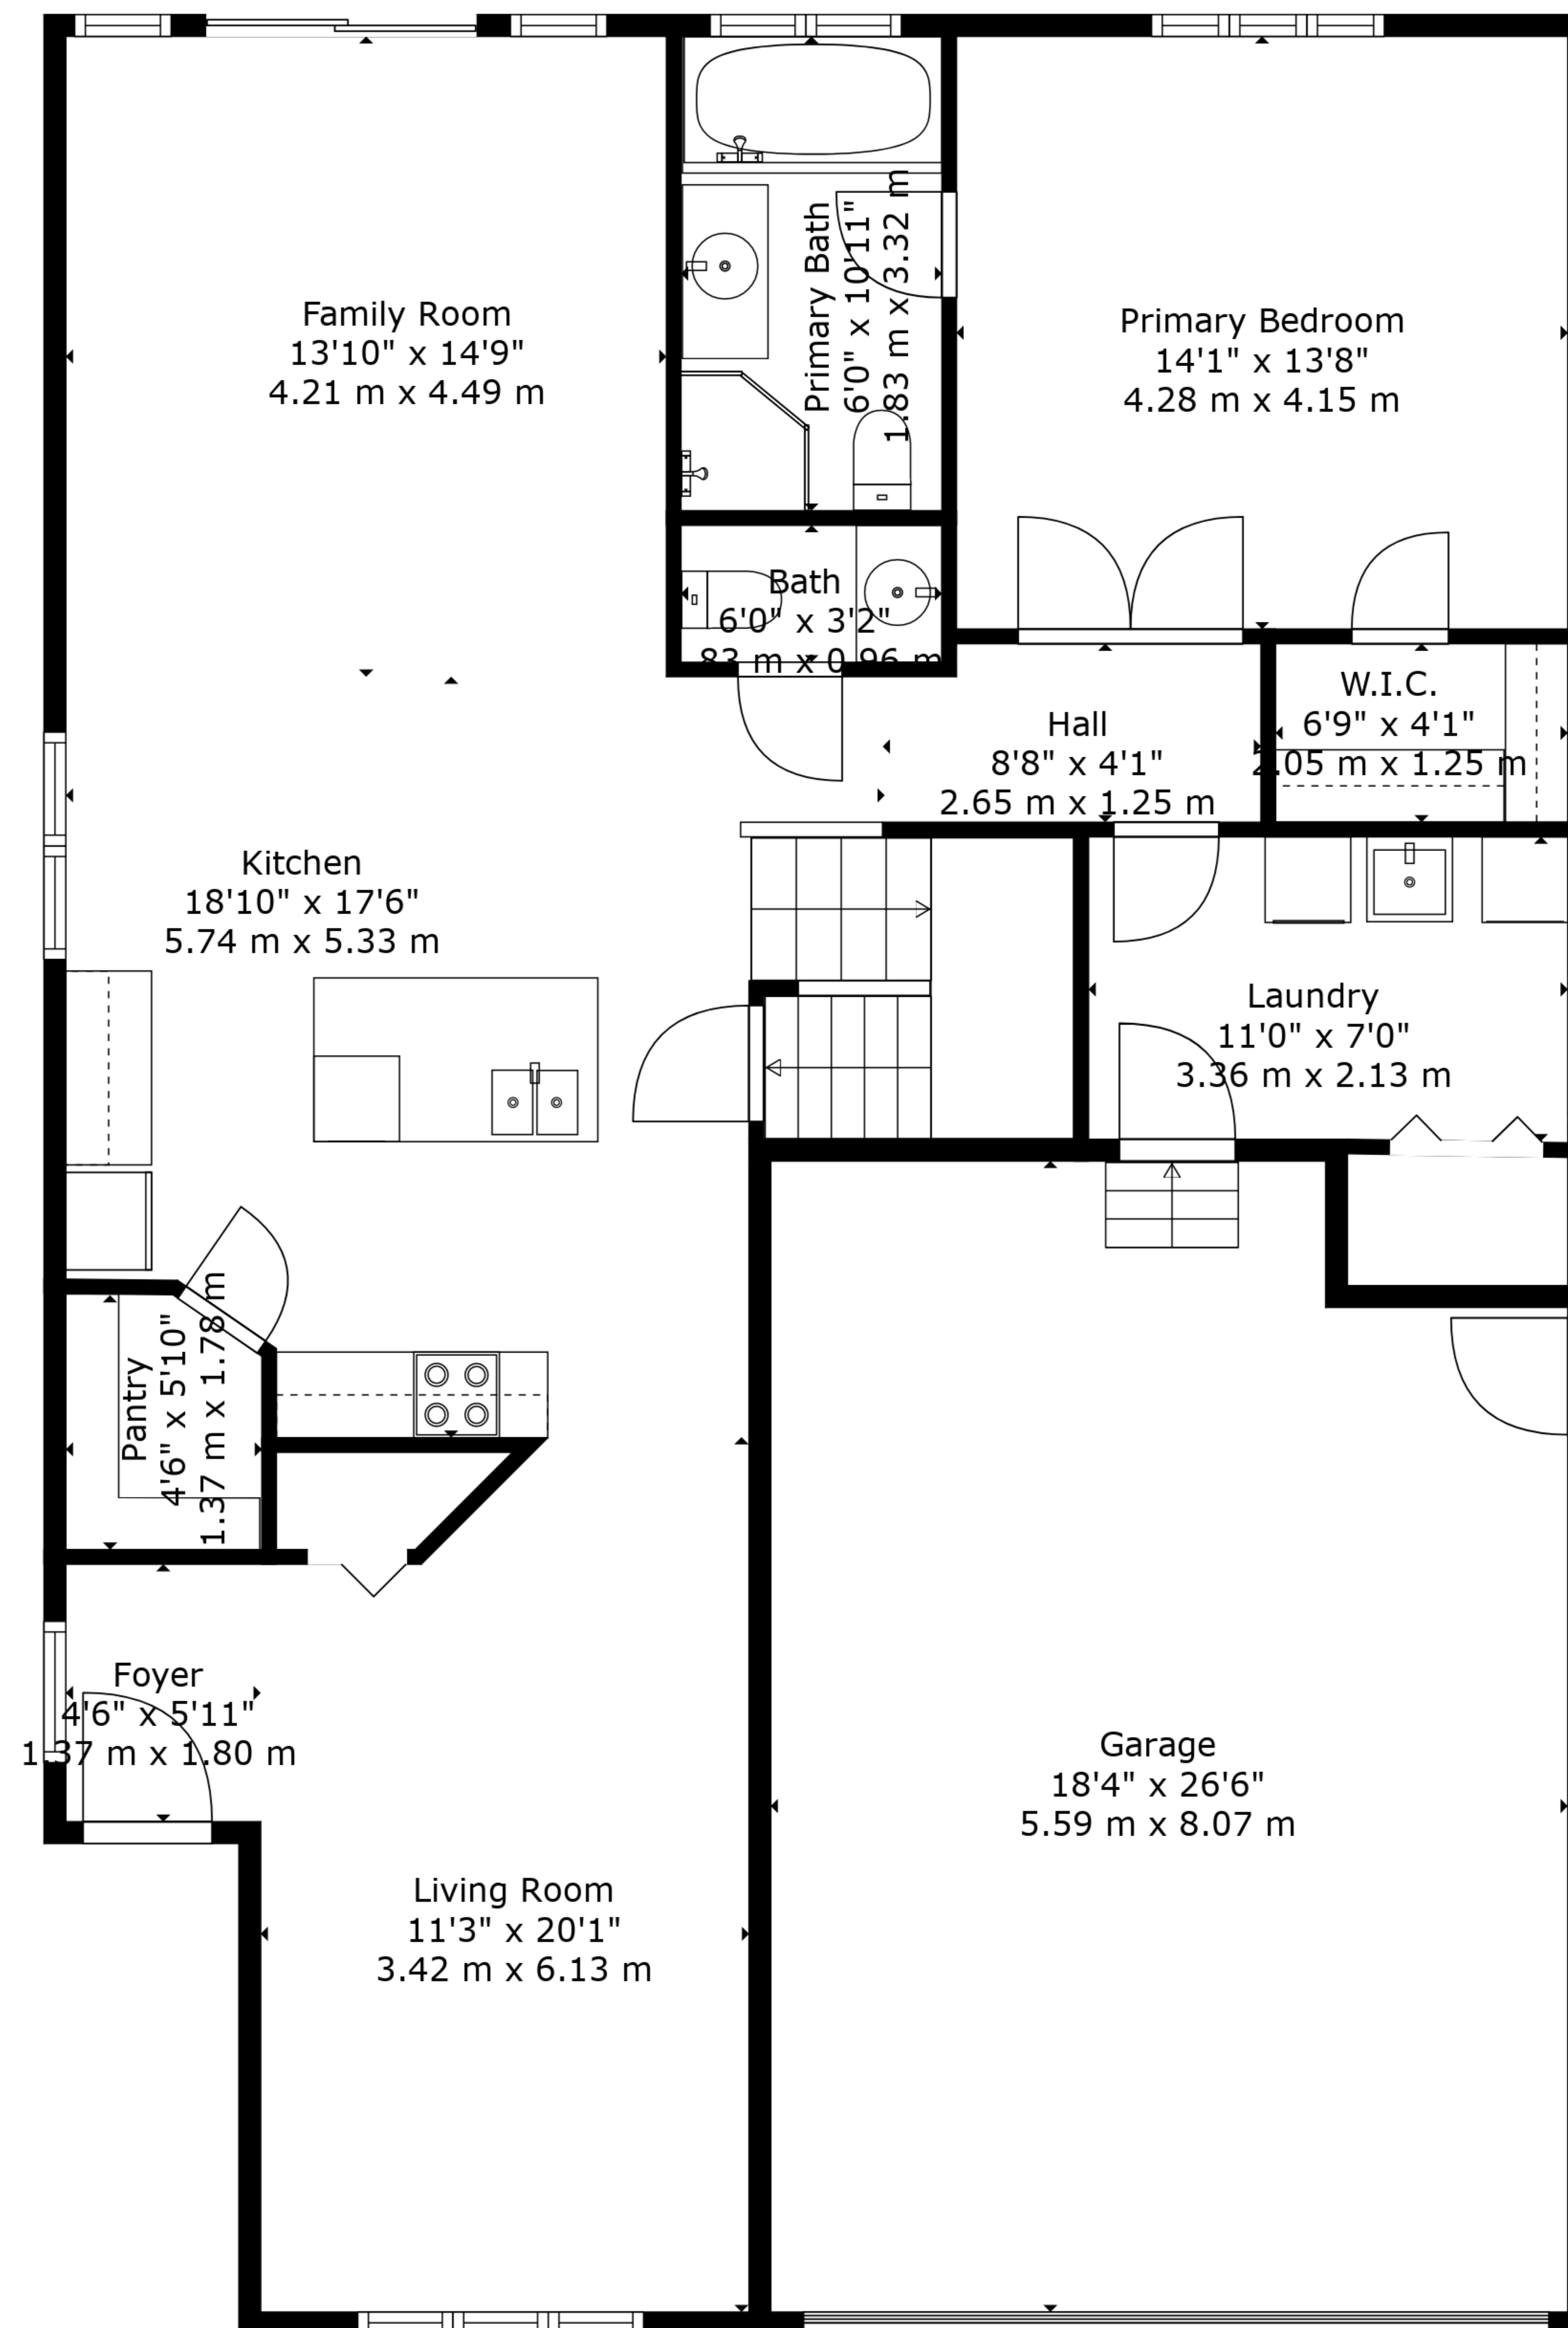 Family Room
13'10" x 14'9"
4.21 m x 4.49 m
Primary Bath
6'0" x 10'11"
1.83 m x 3.32 m
Primary Bedroom
14'1" x 13'8"
4.28 m x 4.15 m
Bath
6'0" x 3'2"
83 m x 0.96 m
Hall
8'8" x 4'1"
2.65 m x 1.25 m
W.I.C.
6'9" x 4'1"
2.05 m x 1.25 m
Kitchen
18'10" x 17'6"
5.74 m x 5.33 m
Laundry
11'0" x 7'0"
3.36 m x 2.13 m
Pantry
4'6" x 5'10"
1.37 m x 1.78 m
Foyer
4'6" x 5'11"
1.37 m x 1.80 m
Garage
18'4" x 26'6"
5.59 m x 8.07 m
Living Room
11'3" x 20'1"
3.42 m x 6.13 m